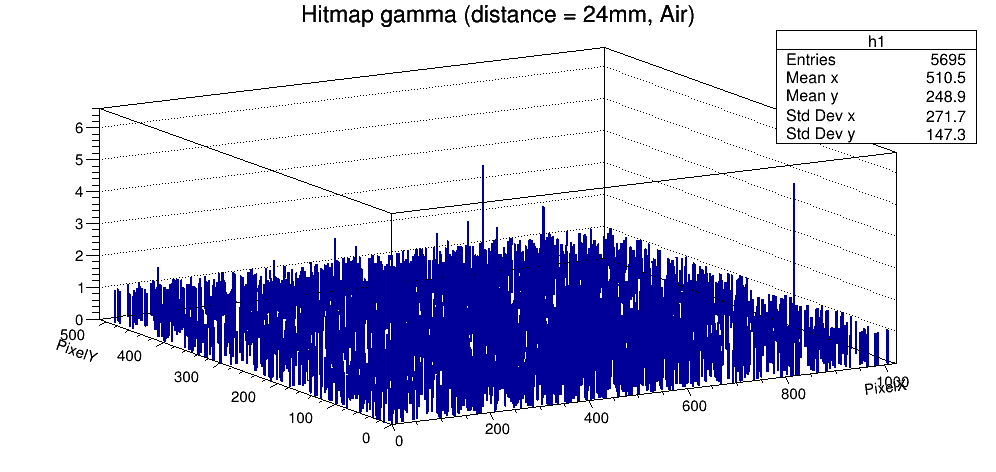 Hitmap gamma (distance = 24mm, Air)
h1
Entries 5695
Mean x 510.5
Mean y 248.9
Std Dev x 271.7
Std Dev y 147.3
6
5
4
3
2
1
0
500
PixelY
400
300
200
100
0
0
200
400
600
800
1000
PixelX